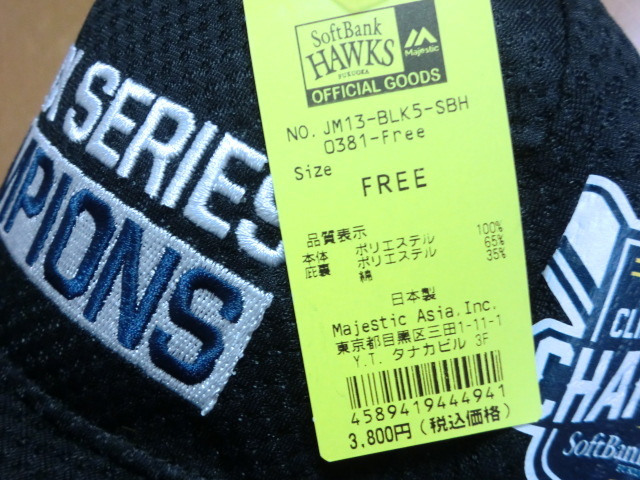 SERIES
PIONS
SoftBank
HAWKS
FUKUOKA
Majestic
OFFICIAL GOODS
NO. JM13-BLK5-SBH
0381-Free
Size
FREE
品質表示
本体 ポリエステル 100%
庇裏 ポリエステル 65%
綿 35%
日本製
Majestic Asia,Inc.
東京都目黒区三田1-11-1
Y.T. タナカビル 3F
4589419444941
3,800円(税込価格)
CLI
CHA
SoftBank